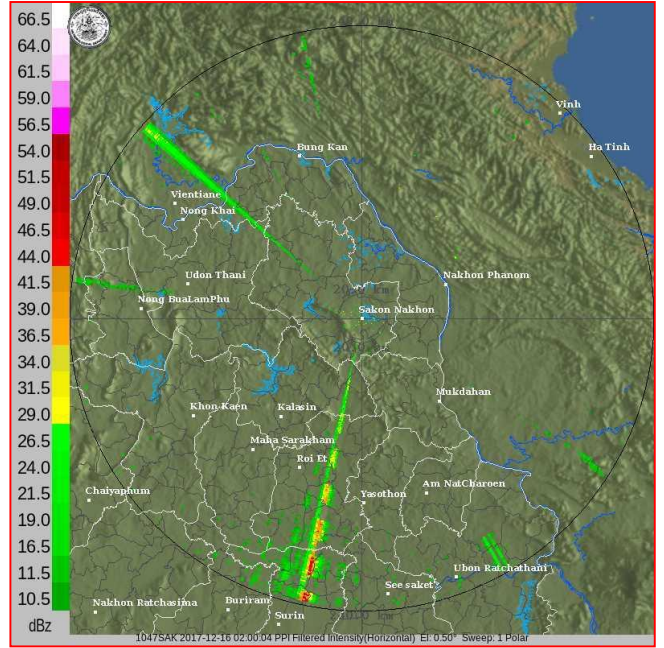 66.5
64.0
61.5
59.0
56.5
54.0
51.5
49.0
46.5
44.0
41.5
39.0
36.5
34.0
31.5
29.0
26.5
24.0
21.5
19.0
16.5
14.0
11.5
10.5
dBz
Vinh
Ha Tinh
Bung Kan
Vientiane
Nong Khai
Udon Thani
Nakhon Phanom
Nong BuaLamPhu
Sakon Nakhon
Mukdahan
Khon Kaen
Kalasin
Maha Sarakham
Roi Et
Chaiyaphum
Yasothon
Am NatCharoen
Ubon Ratchathani
See saket
Nakhon Ratchasima
Buriram
Surin
1047SAK 2017-12-16 02:00:04 PPI Filtered Intensity(Horizontal) El: 0.50° Sweep: 1 Polar